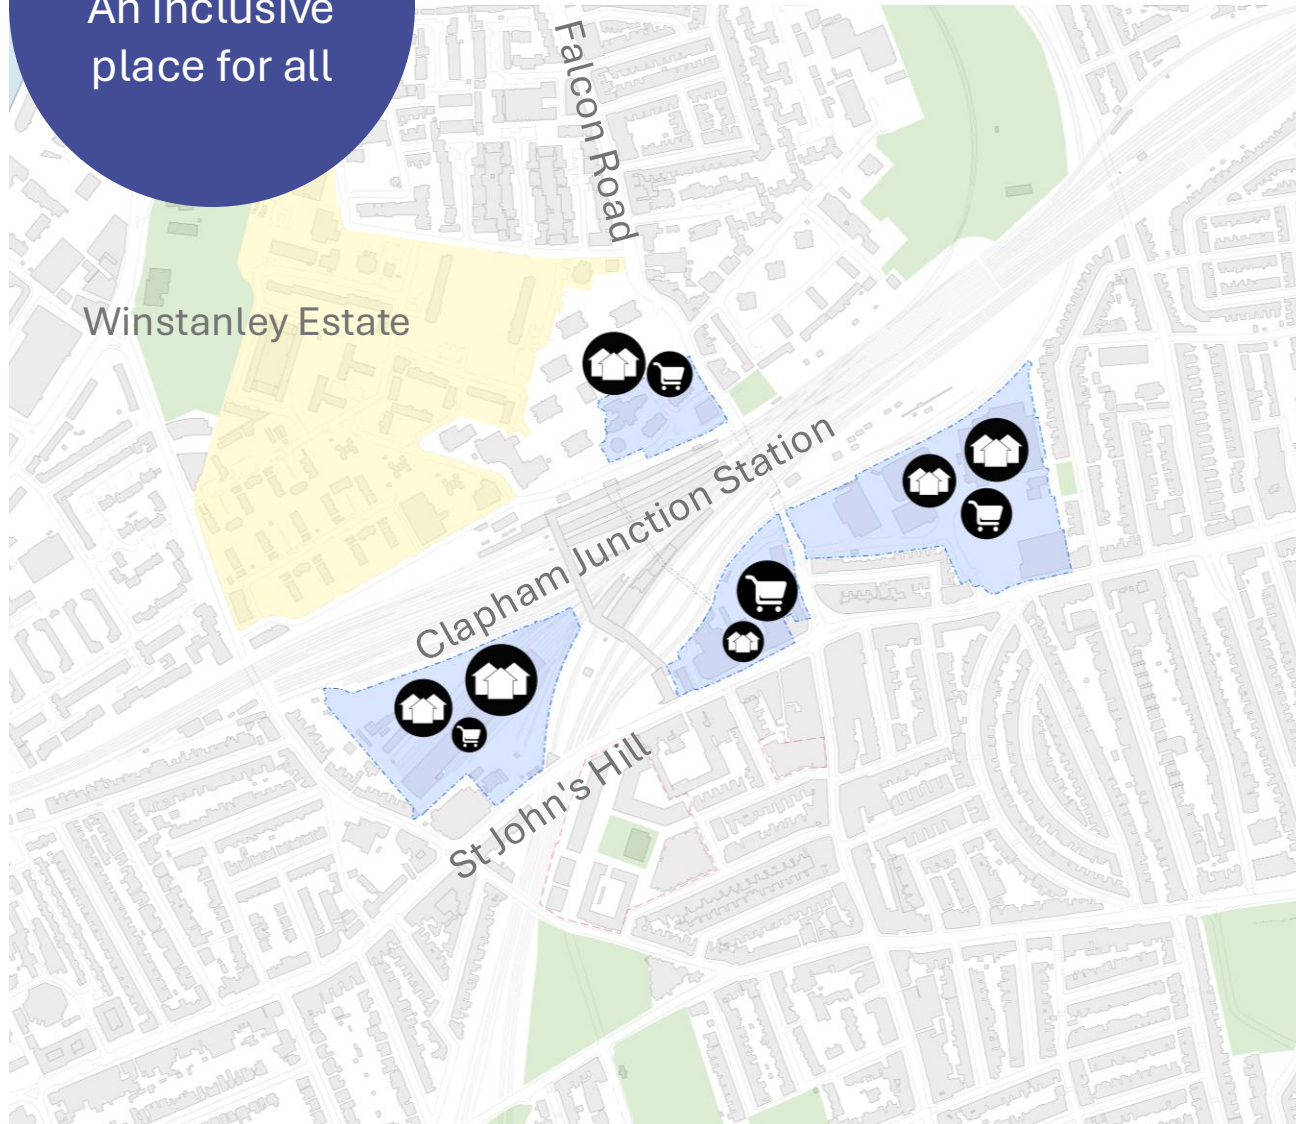 An inclusive
place for all
Falcon Road
Winstanley Estate
Clapham Junction Station
St John's Hill